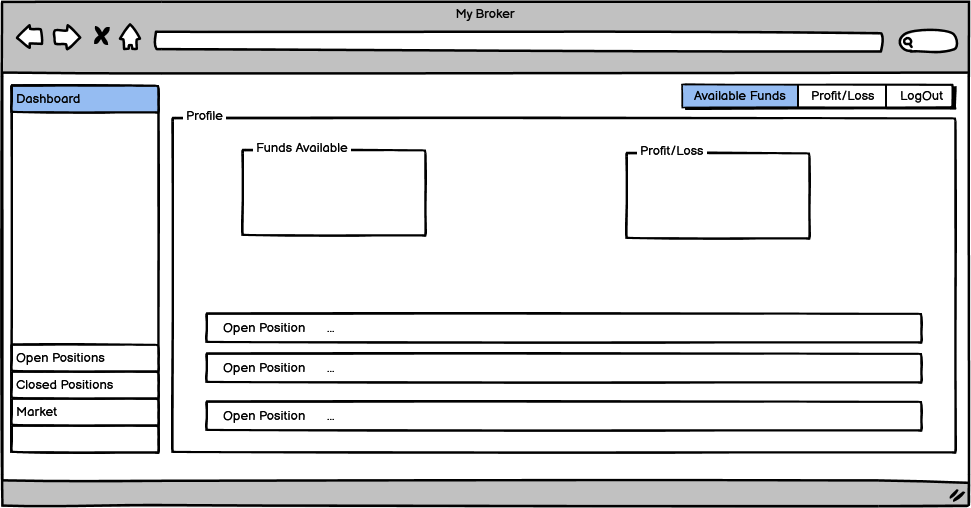 My Broker
Dashboard
Available Funds Profit/Loss LogOut
Profile
Funds Available
Profit/Loss
Open Position ...
Open Positions
Open Position ...
Closed Positions
Market
Open Position ...